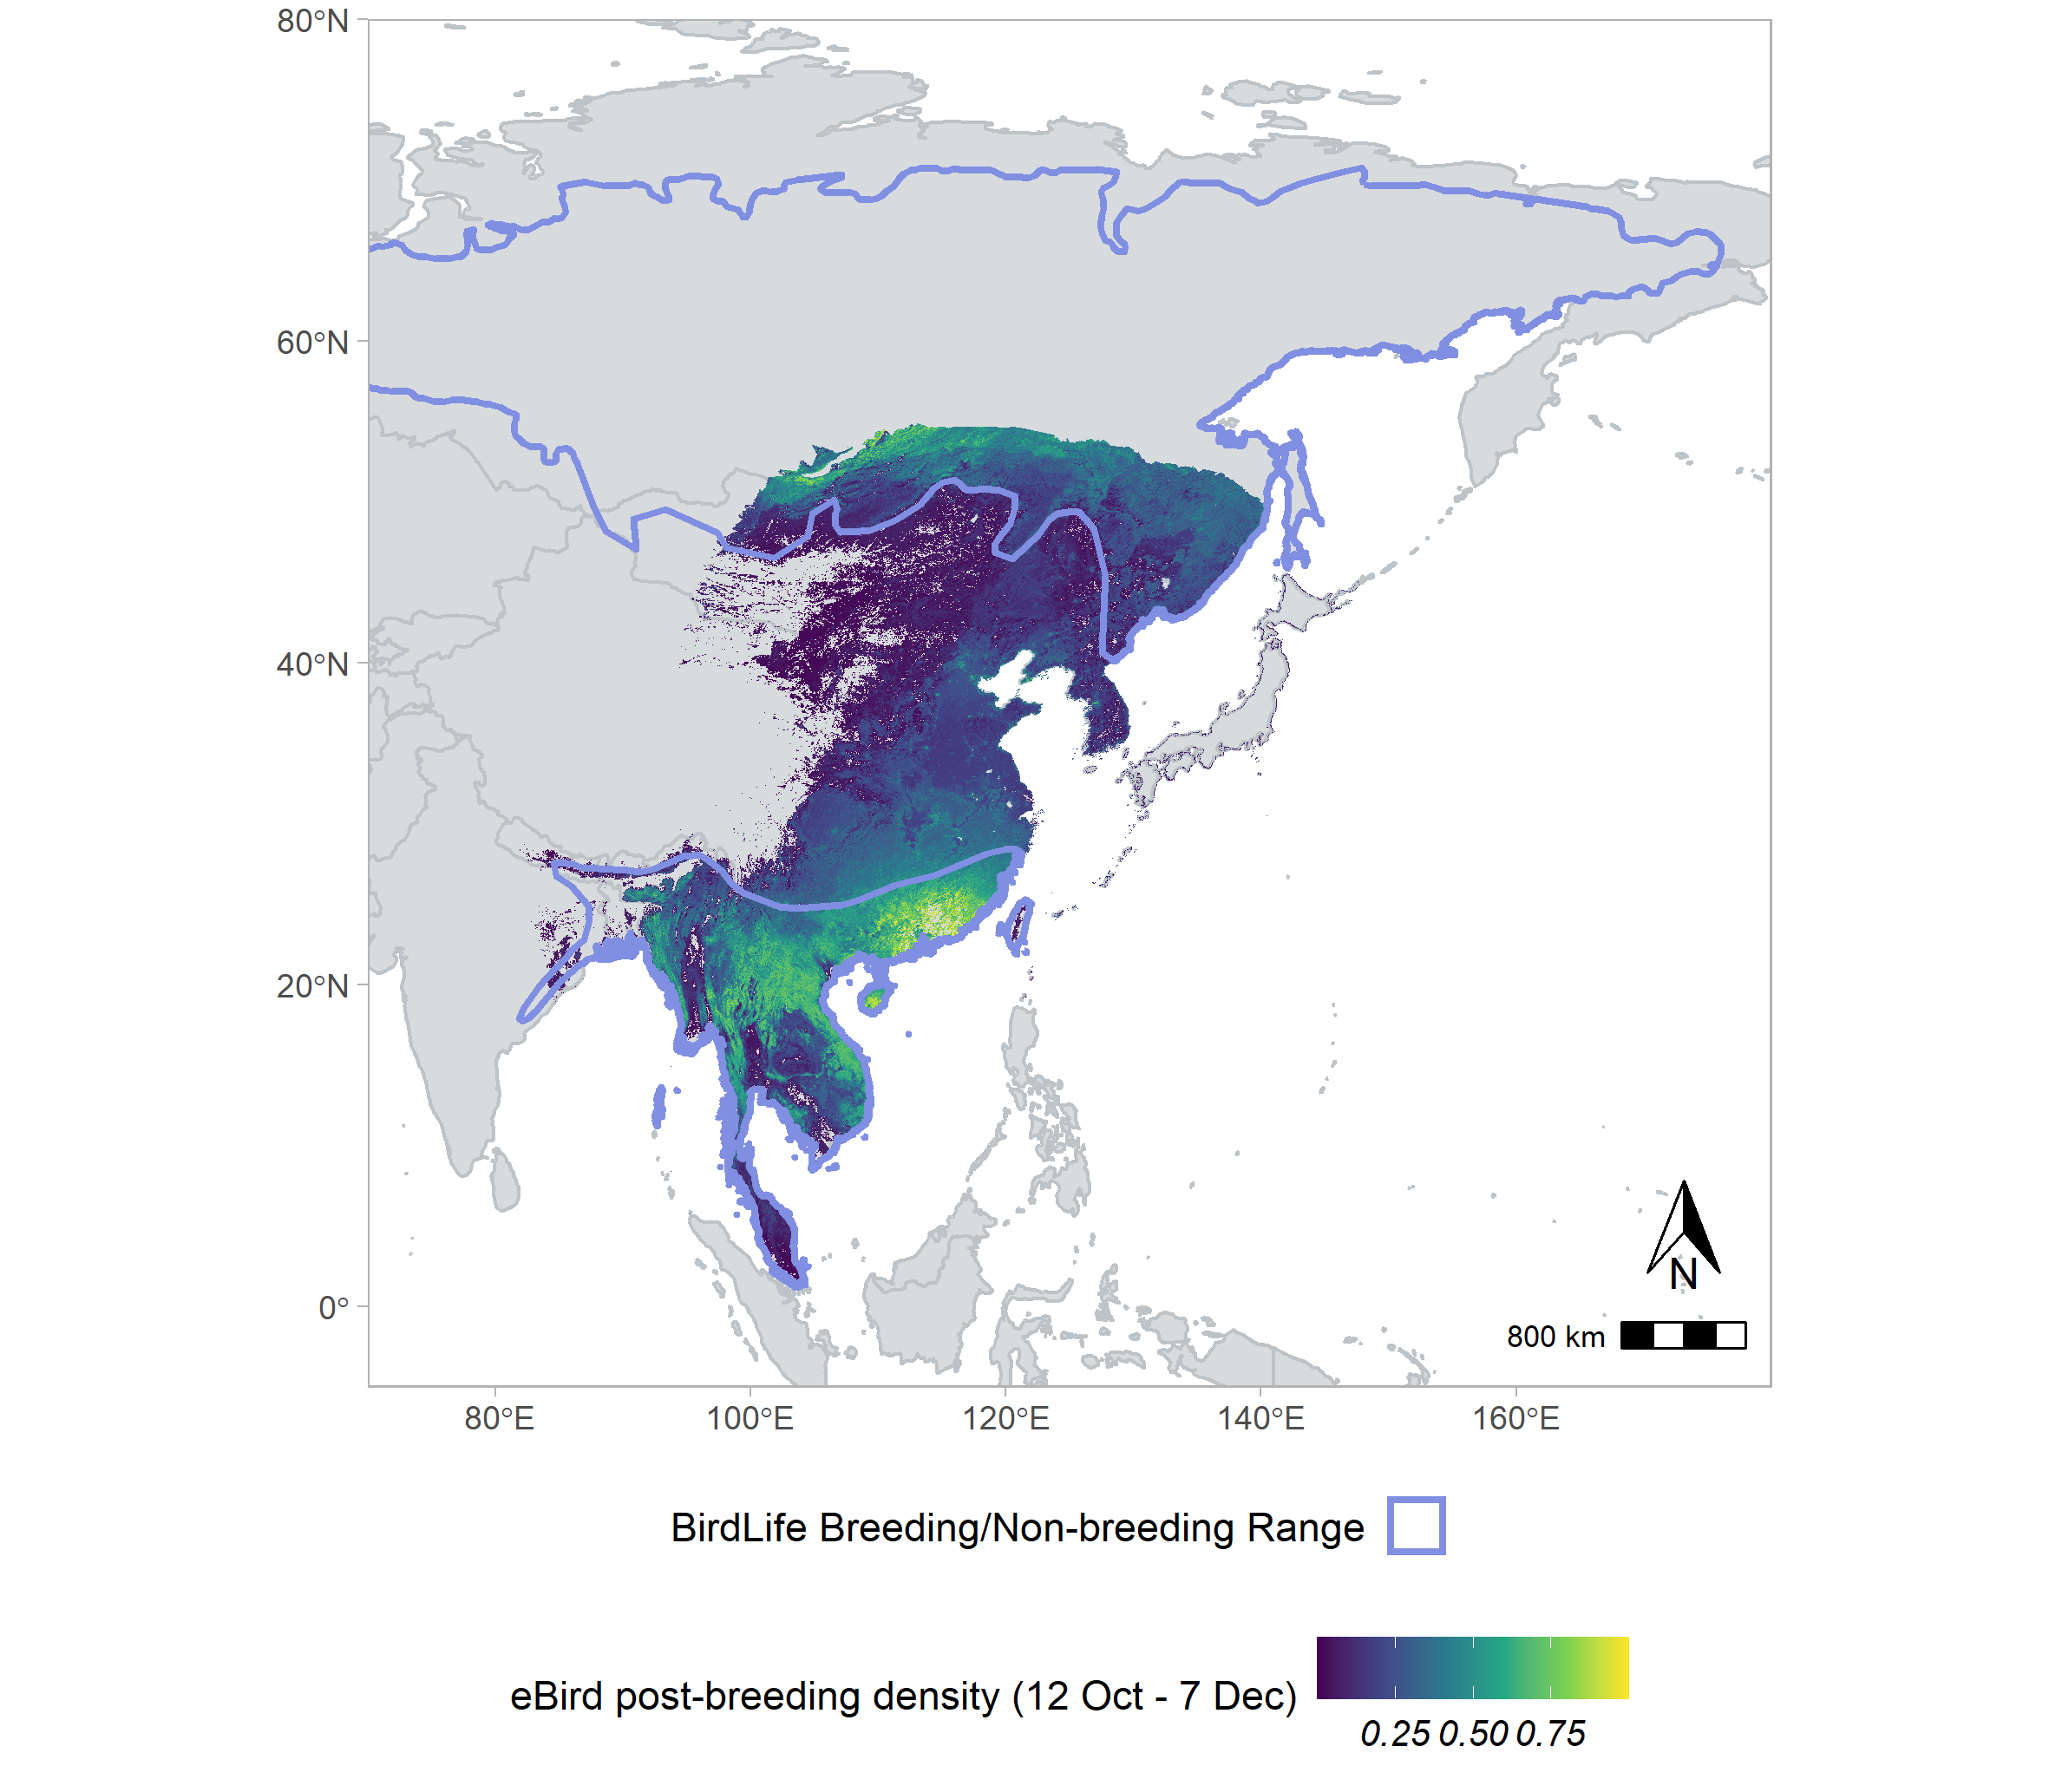 80°N
60°N
40°N
20°N
0°
N
800 km
80°E 100°E 120°E 140°E 160°E
BirdLife Breeding/Non-breeding Range
eBird post-breeding density (12 Oct - 7 Dec)
0.25 0.50 0.75